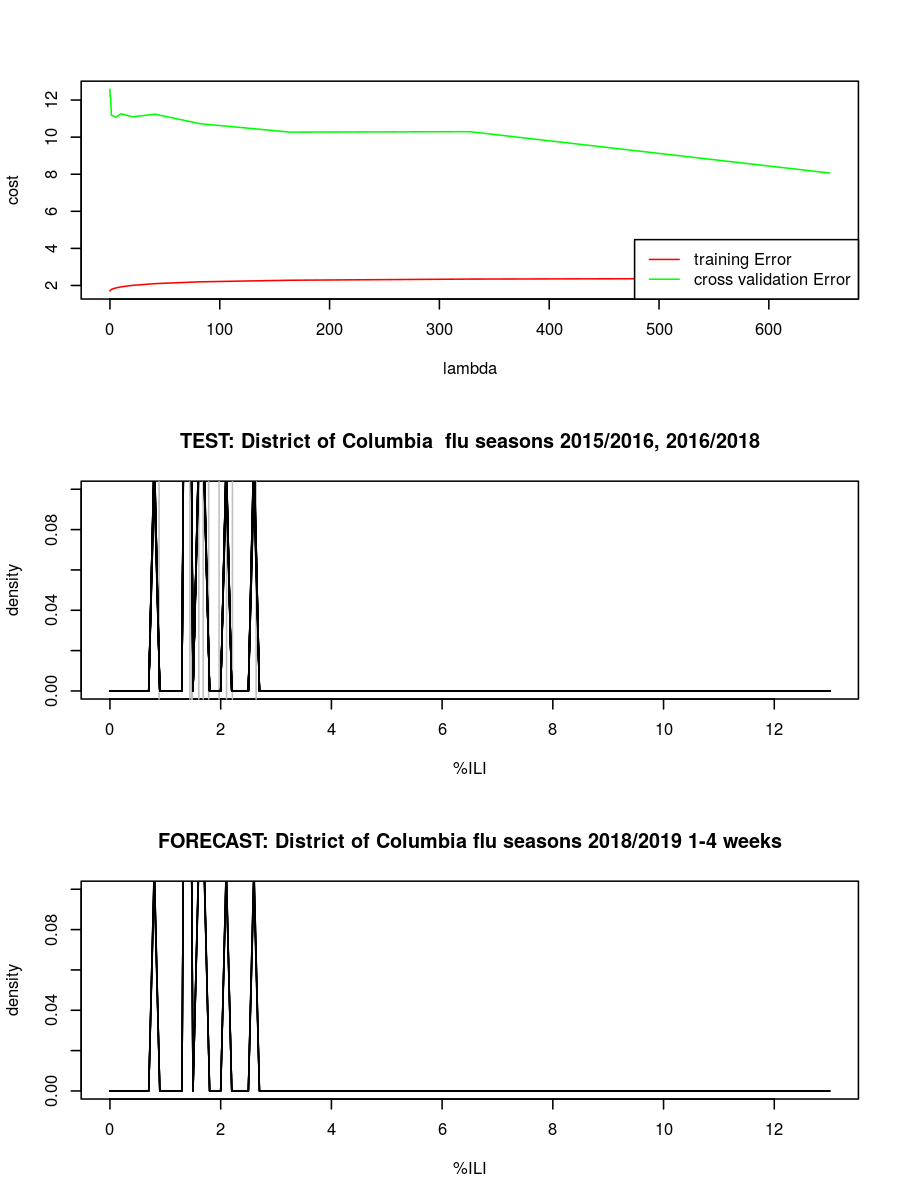 12
10
8
6
4
2
cost
training Error
cross validation Error
0 100 200 300 400 500 600
lambda
TEST: District of Columbia  flu seasons 2015/2016, 2016/2018
0.08
0.04
0.00
density
0 2 4 6 8 10 12
%ILI
FORECAST: District of Columbia flu seasons 2018/2019 1-4 weeks
0.08
0.04
0.00
density
0 2 4 6 8 10 12
%ILI